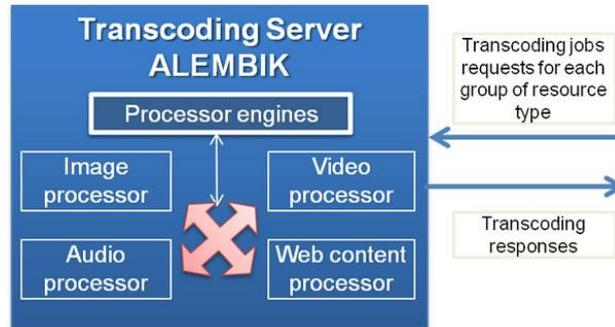 Transcoding Server
ALEMBIK
Processor engines
Image
processor
Video
processor
Audio
processor
Web content
processor
Transcoding jobs
requests for each
group of resource
type
Transcoding
responses